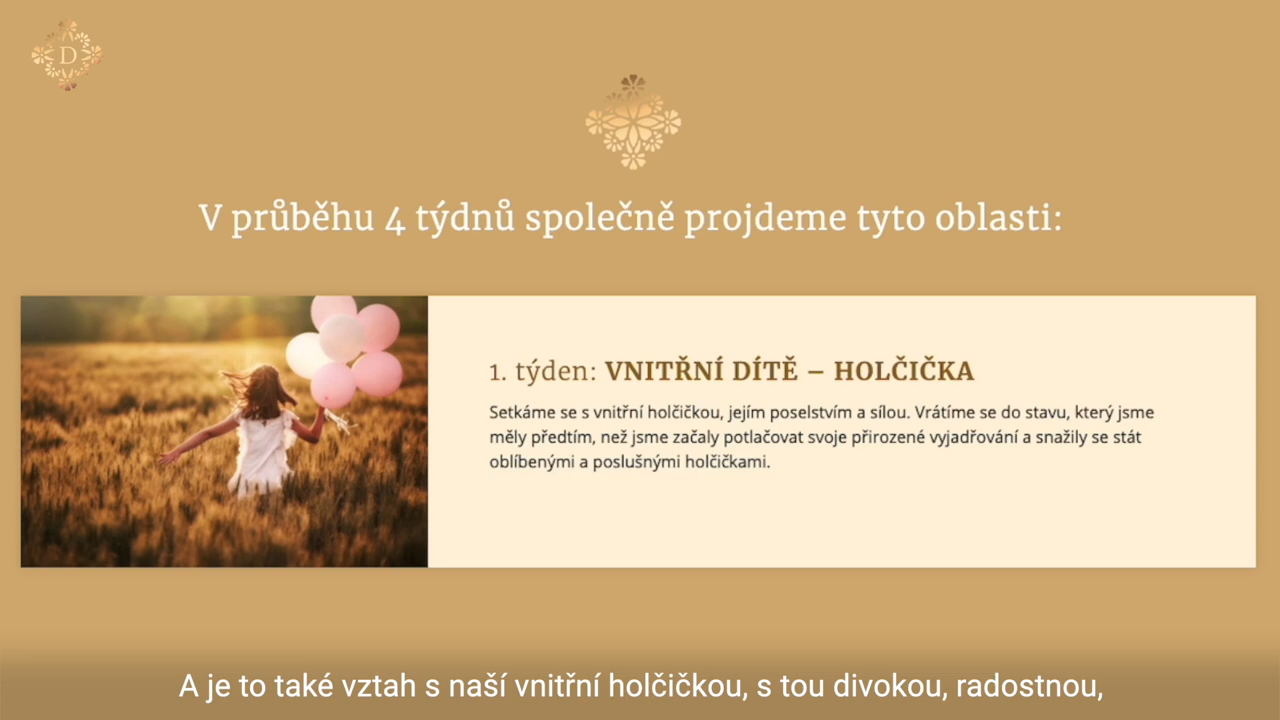 D
V průběhu 4 týdnů společně projdeme tyto oblasti:
1. týden: VNITŘNÍ DÍTĚ – HOLČIČKA
Setkáme se s vnitřní holčičkou, jejím poselstvím a sílou. Vrátíme se do stavu, který jsme
měly předtím, než jsme začaly potlačovat svoje přirozené vyjadřování a snažily se stát
oblíbenými a poslušnými holčičkami.
A je to také vztah s naší vnitřní holčičkou, s tou divokou, radostnou,